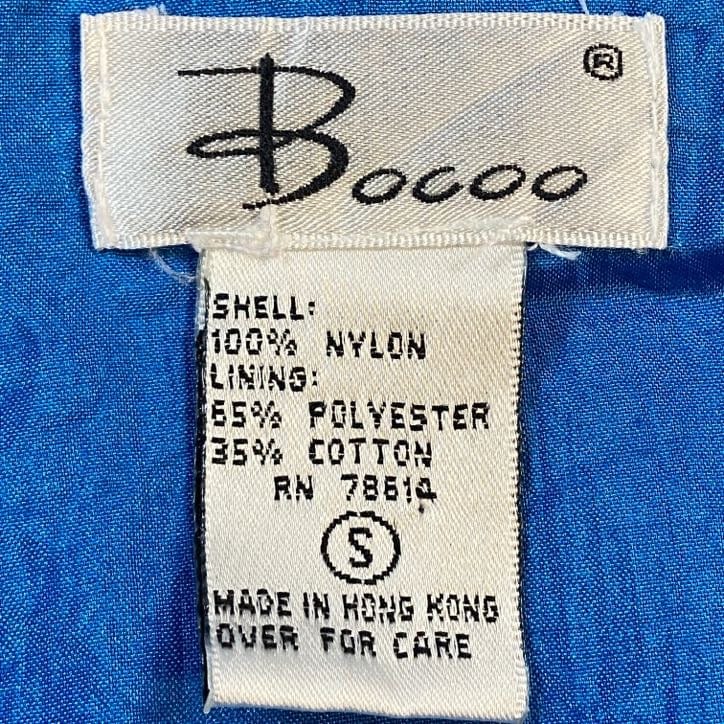 Bocoo ®
SHELL:
100% NYLON
LINING:
65% POLYESTER
35% COTTON
RN 78614
S
MADE IN HONG KONG
OVER FOR CARE